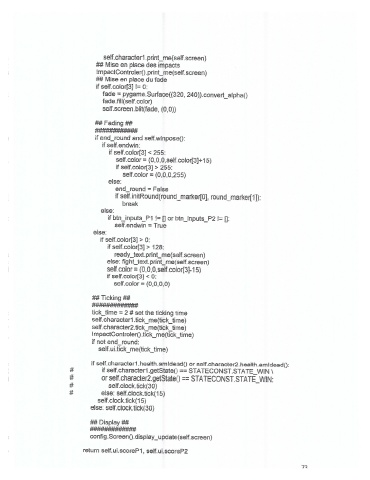 self.character1.print_me(self.screen)
## Mise en place des impacts
ImpactControler().print_me(self.screen)
## Mise en place du fade
if self.color[3] != 0:
fade = pygame.Surface((320, 240)).convert_alpha()
fade.fill(self.color)
self.screen.blit(fade, (0,0))
## Fading ##
############
if end_round and self.winpose():
if self.endwin:
if self.color[3] < 255:
self.color = (0,0,0,self.color[3]+15)
if self.color[3] > 255:
self.color = (0,0,0,255)
else:
end_round = False
if self.initRound(round_marker[0], round_marker[1]):
break
else:
if btn_inputs_P1 != [] or btn_inputs_P2 != []:
self.endwin = True
else:
if self.color[3] > 0:
if self.color[3] > 128:
ready_text.print_me(self.screen)
else: fight_text.print_me(self.screen)
self.color = (0,0,0,self.color[3]-15)
if self.color[3] < 0:
self.color = (0,0,0,0)
## Ticking ##
############
tick_time = 2 # set the ticking time
self.character1.tick_me(tick_time)
self.character2.tick_me(tick_time)
ImpactControler().tick_me(tick_time)
if not end_round:
self.ui.tick_me(tick_time)
if self.character1.health.amIdead() or self.character2.health.amIdead():
# if self.character1.getState() == STATECONST.STATE_WIN \
# or self.character2.getState() == STATECONST.STATE_WIN:
# self.clock.tick(30)
# else: self.clock.tick(15)
self.clock.tick(15)
else: self.clock.tick(30)
## Display ##
############
config.Screen().display_update(self.screen)
return self.ui.scoreP1, self.ui.scoreP2